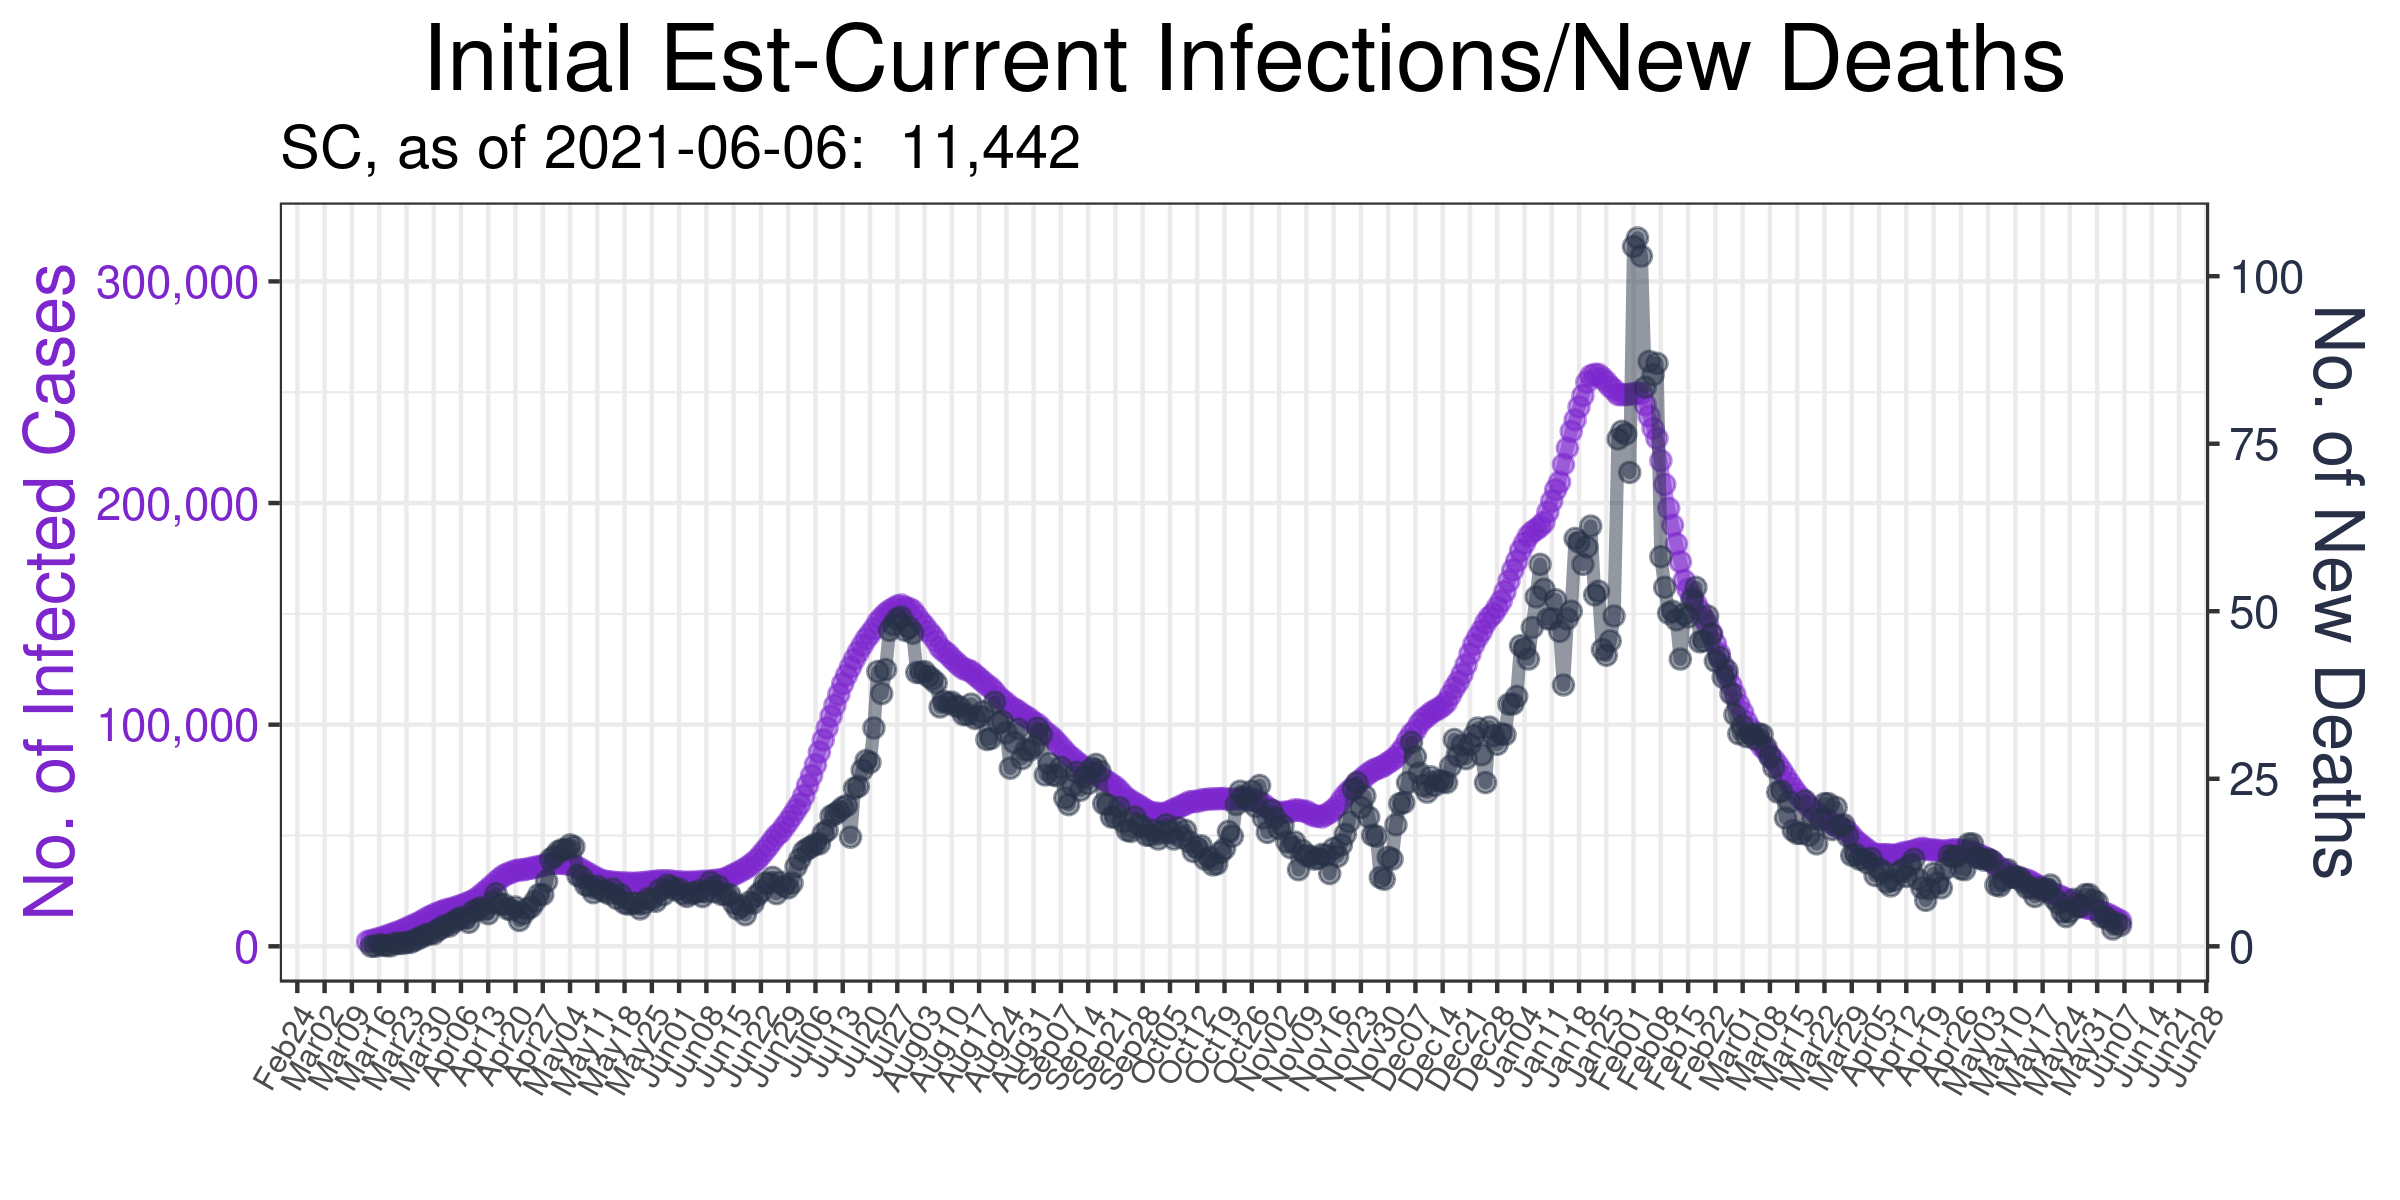 Initial Est-Current Infections/New Deaths
SC, as of 2021-06-06:  11,442
No. of Infected Cases
300,000
200,000
100,000
0
100
75
50
25
0
No. of New Deaths
Feb24
Mar02
Mar09
Mar16
Mar23
Mar30
Apr06
Apr13
Apr20
Apr27
May04
May11
May18
May25
Jun01
Jun08
Jun15
Jun22
Jun29
Jul06
Jul13
Jul20
Jul27
Aug03
Aug10
Aug17
Aug24
Aug31
Sep07
Sep14
Sep21
Sep28
Oct05
Oct12
Oct19
Oct26
Nov02
Nov09
Nov16
Nov23
Nov30
Dec07
Dec14
Dec21
Dec28
Jan04
Jan11
Jan18
Jan25
Feb01
Feb08
Feb15
Feb22
Mar01
Mar08
Mar15
Mar22
Mar29
Apr05
Apr12
Apr19
Apr26
May03
May10
May17
May24
May31
Jun07
Jun14
Jun21
Jun28